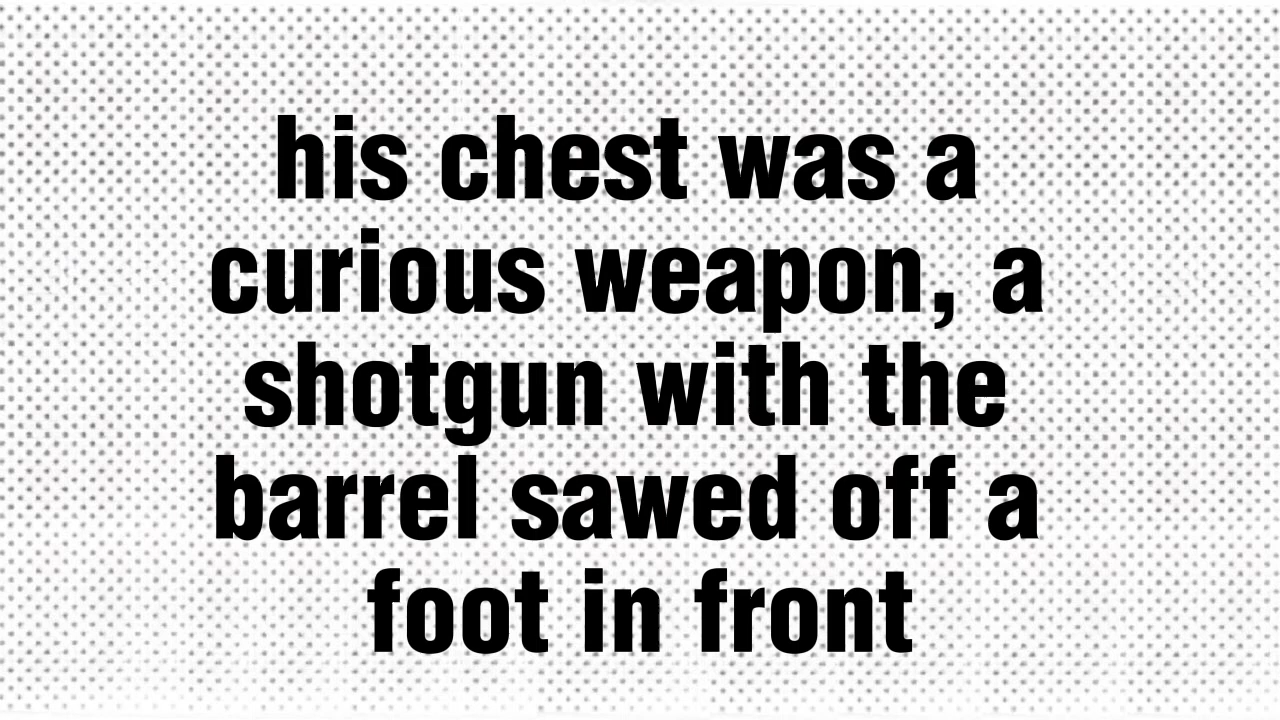 his chest was a
curious weapon, a
shotgun with the
barrel sawed off a
foot in front